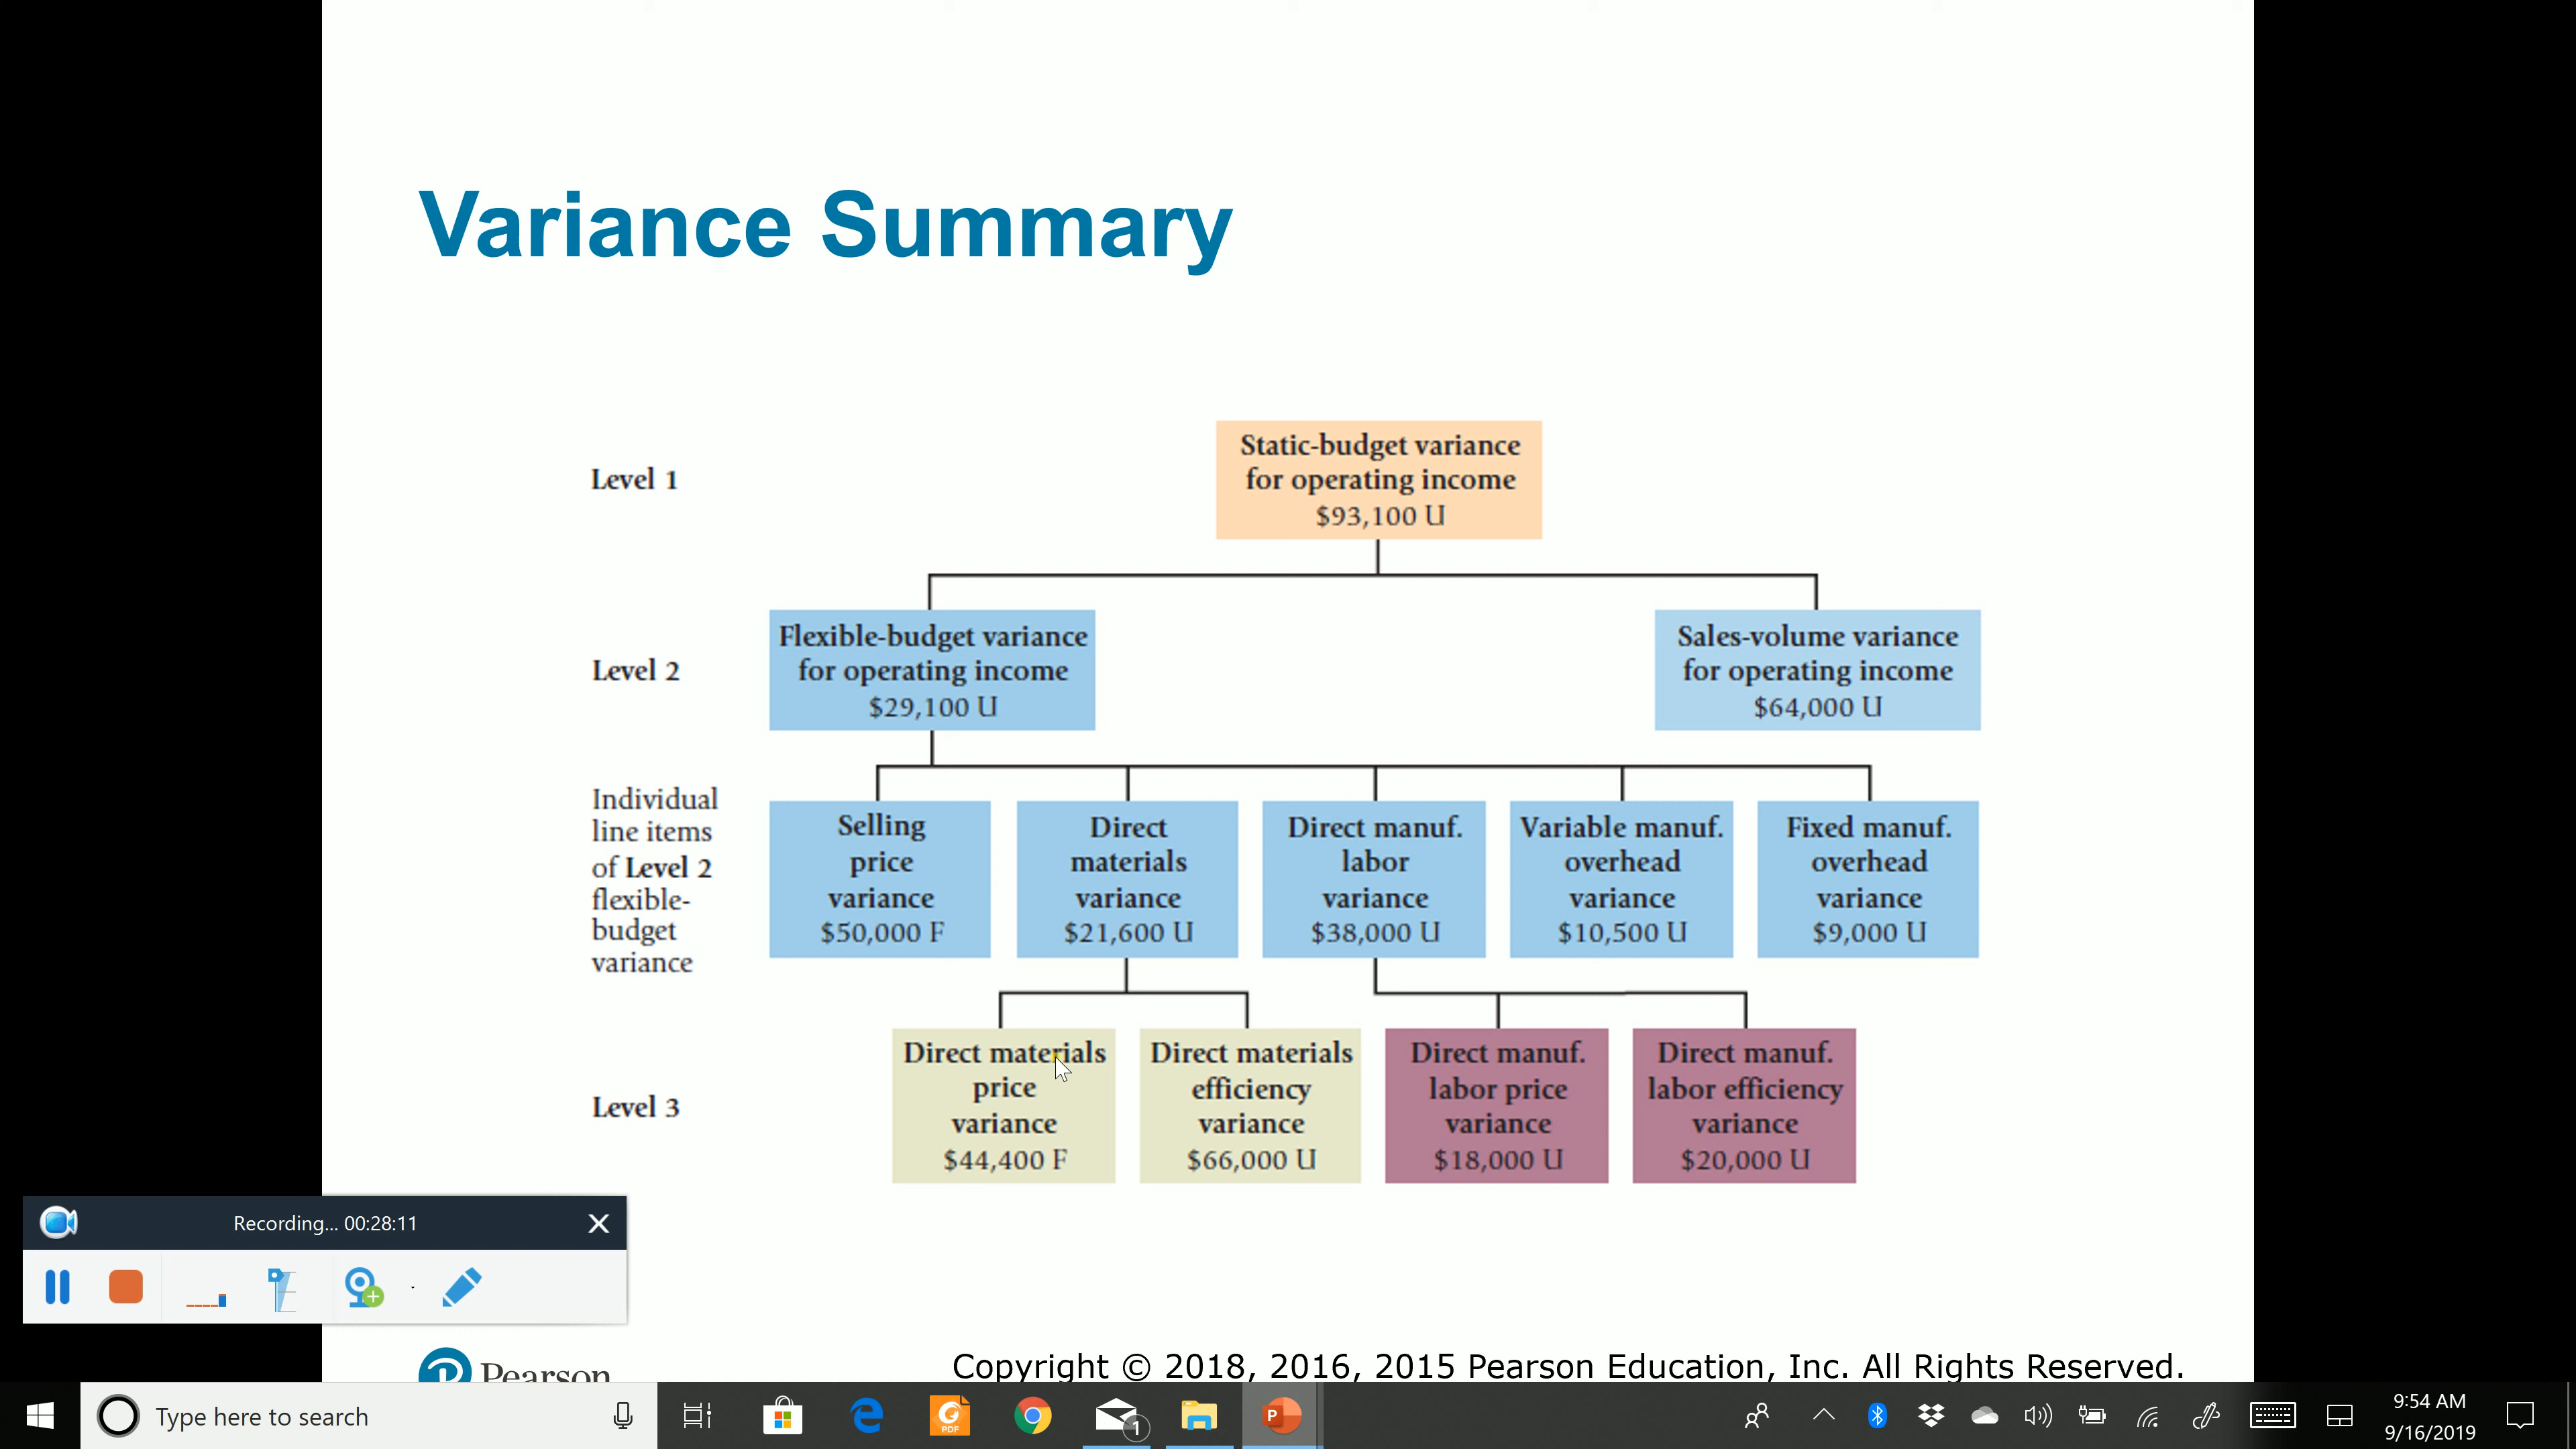 Variance Summary
Level 1
Static-budget variance
for operating income
$93,100 U
Level 2
Flexible-budget variance
for operating income
$29,100 U
Sales-volume variance
for operating income
$64,000 U
Individual
line items
of Level 2
flexible-
budget
variance
Selling
price
variance
$50,000 F
Direct
materials
variance
$21,600 U
Direct manuf.
labor
variance
$38,000 U
Variable manuf.
overhead
variance
$10,500 U
Fixed manuf.
overhead
variance
$9,000 U
Level 3
Direct materials
price
variance
$44,400 F
Direct materials
efficiency
variance
$66,000 U
Direct manuf.
labor price
variance
$18,000 U
Direct manuf.
labor efficiency
variance
$20,000 U
Recording... 00:28:11
Pearson
Copyright © 2018, 2016, 2015 Pearson Education, Inc. All Rights Reserved.
Type here to search
PDF
1
P
9:54 AM
9/16/2019